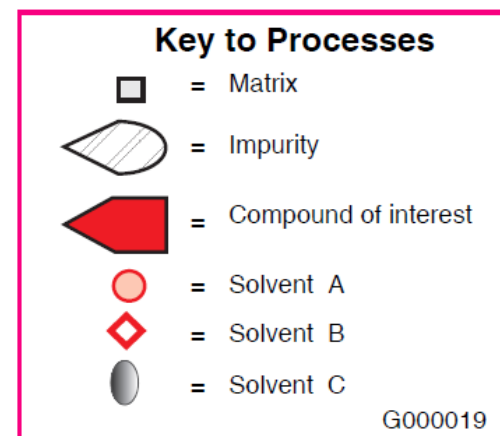 Key to Processes
= Matrix
= Impurity
= Compound of interest
= Solvent A
= Solvent B
= Solvent C
G000019